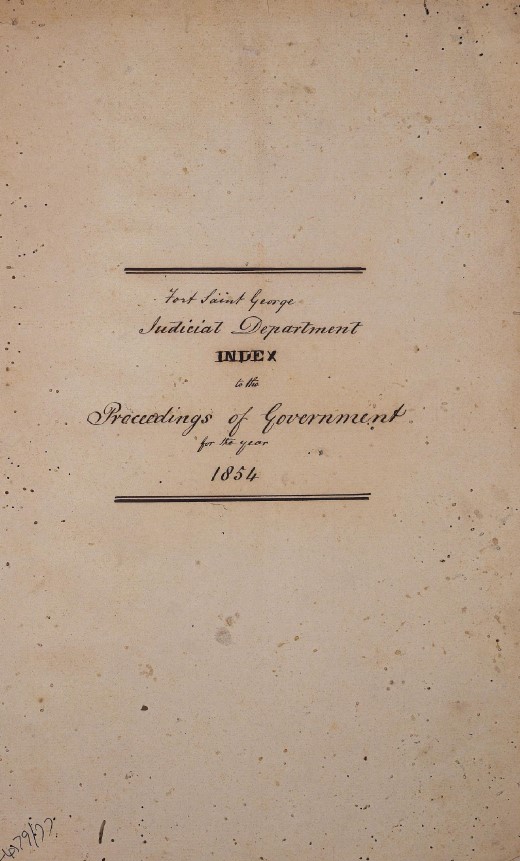 Fort Saint George
Judicial Department
INDEX
to the
Proceedings of Government
for the year
1854